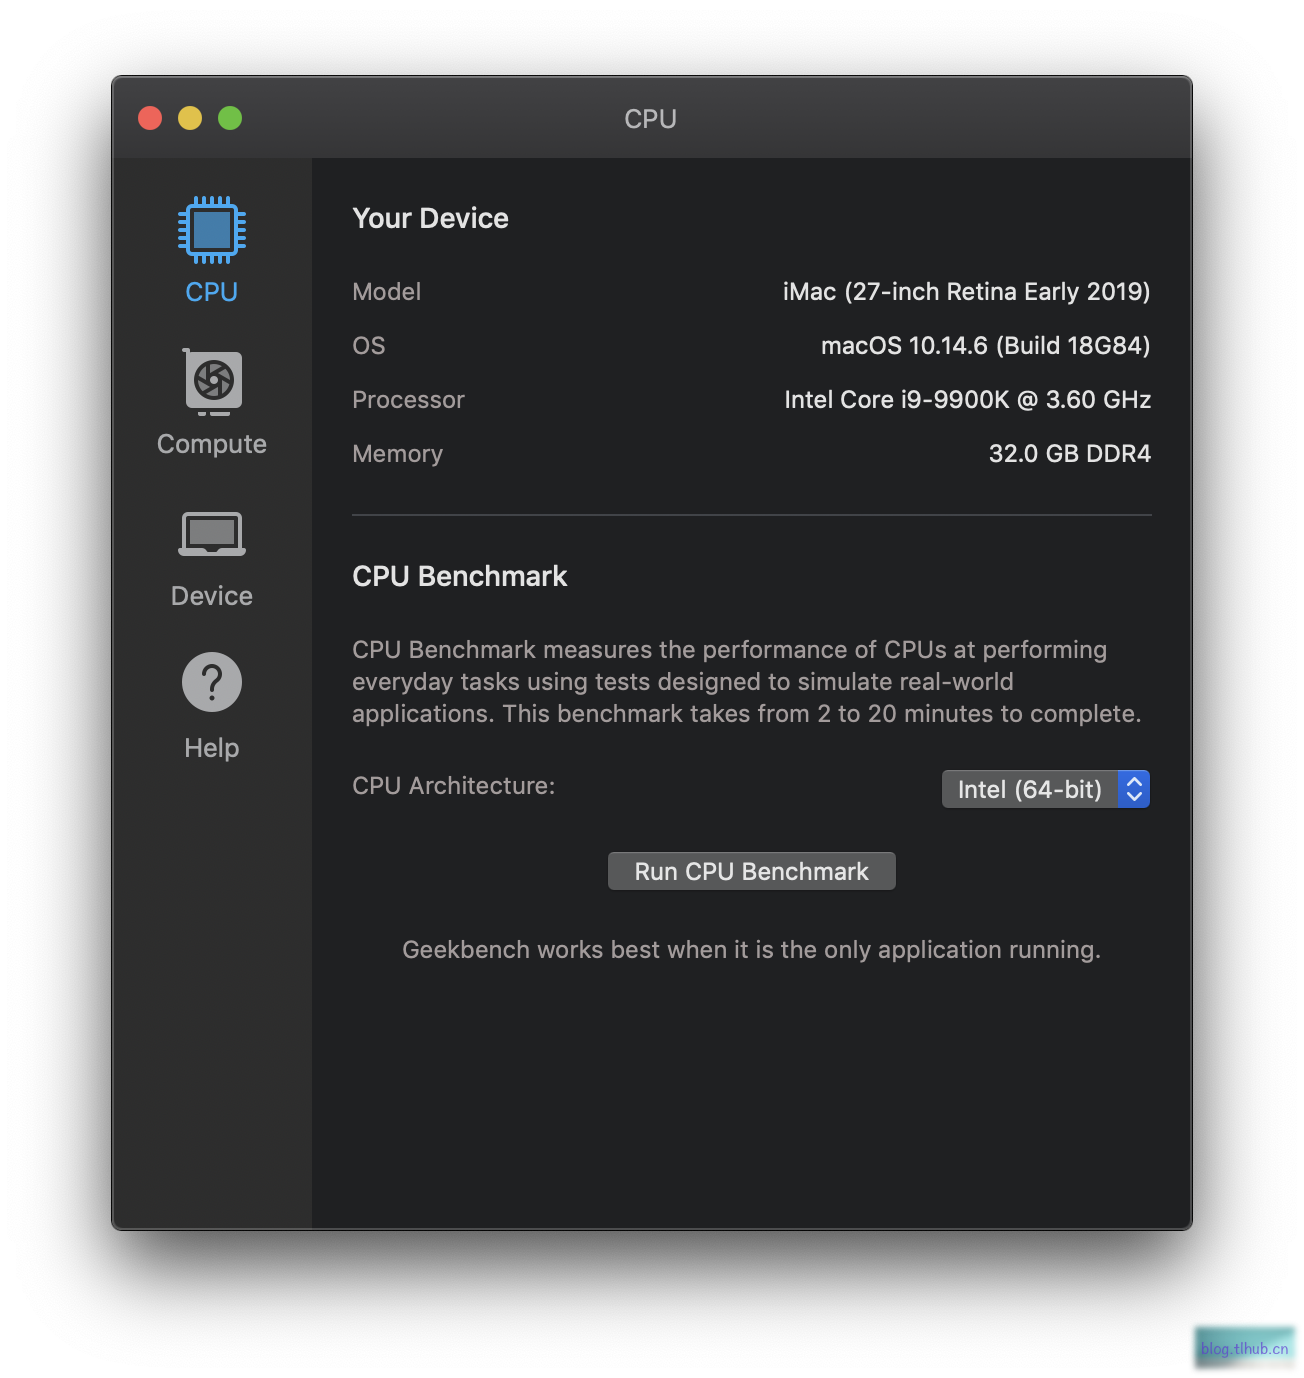 CPU
CPU
Compute
Device
Help
Your Device
Model iMac (27-inch Retina Early 2019)
OS macOS 10.14.6 (Build 18G84)
Processor Intel Core i9-9900K @ 3.60 GHz
Memory 32.0 GB DDR4
CPU Benchmark
CPU Benchmark measures the performance of CPUs at performing
everyday tasks using tests designed to simulate real-world
applications. This benchmark takes from 2 to 20 minutes to complete.
CPU Architecture: Intel (64-bit)
Run CPU Benchmark
Geekbench works best when it is the only application running.
blog.tlhub.cn